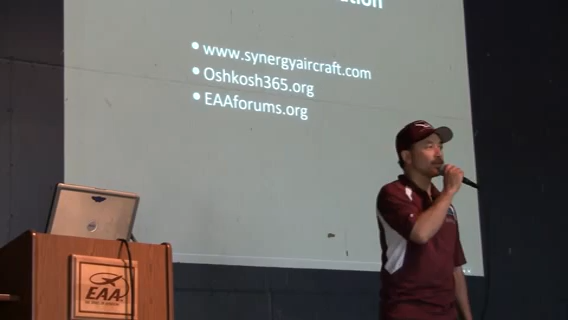 • www.synergyaircraft.com
• Oshkosh365.org
• EAAforums.org
EAA